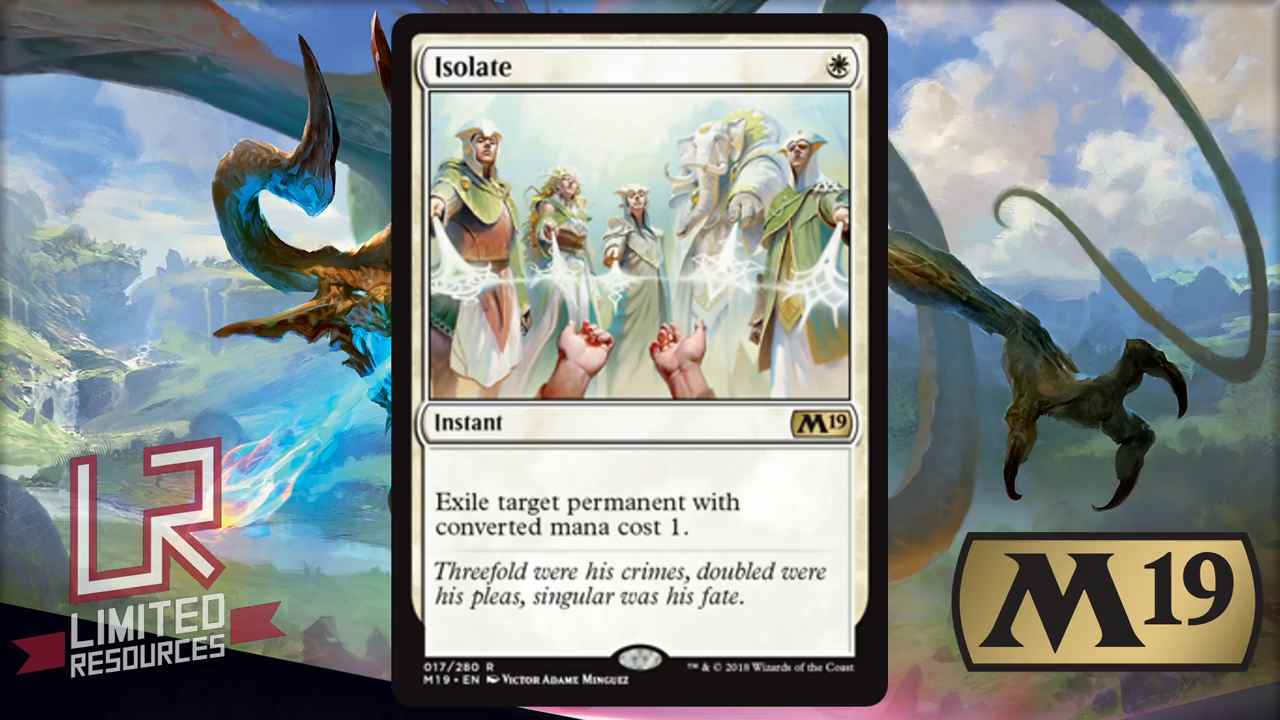 Isolate
Instant
M19
Exile target permanent with
converted mana cost 1.
Threefold were his crimes, doubled were
his pleas, singular was his fate.
017/280 R
M19 • EN Victor Adame Minguez
™ & © 2018 Wizards of the Coast
LR
LIMITED
RESOURCES
M19